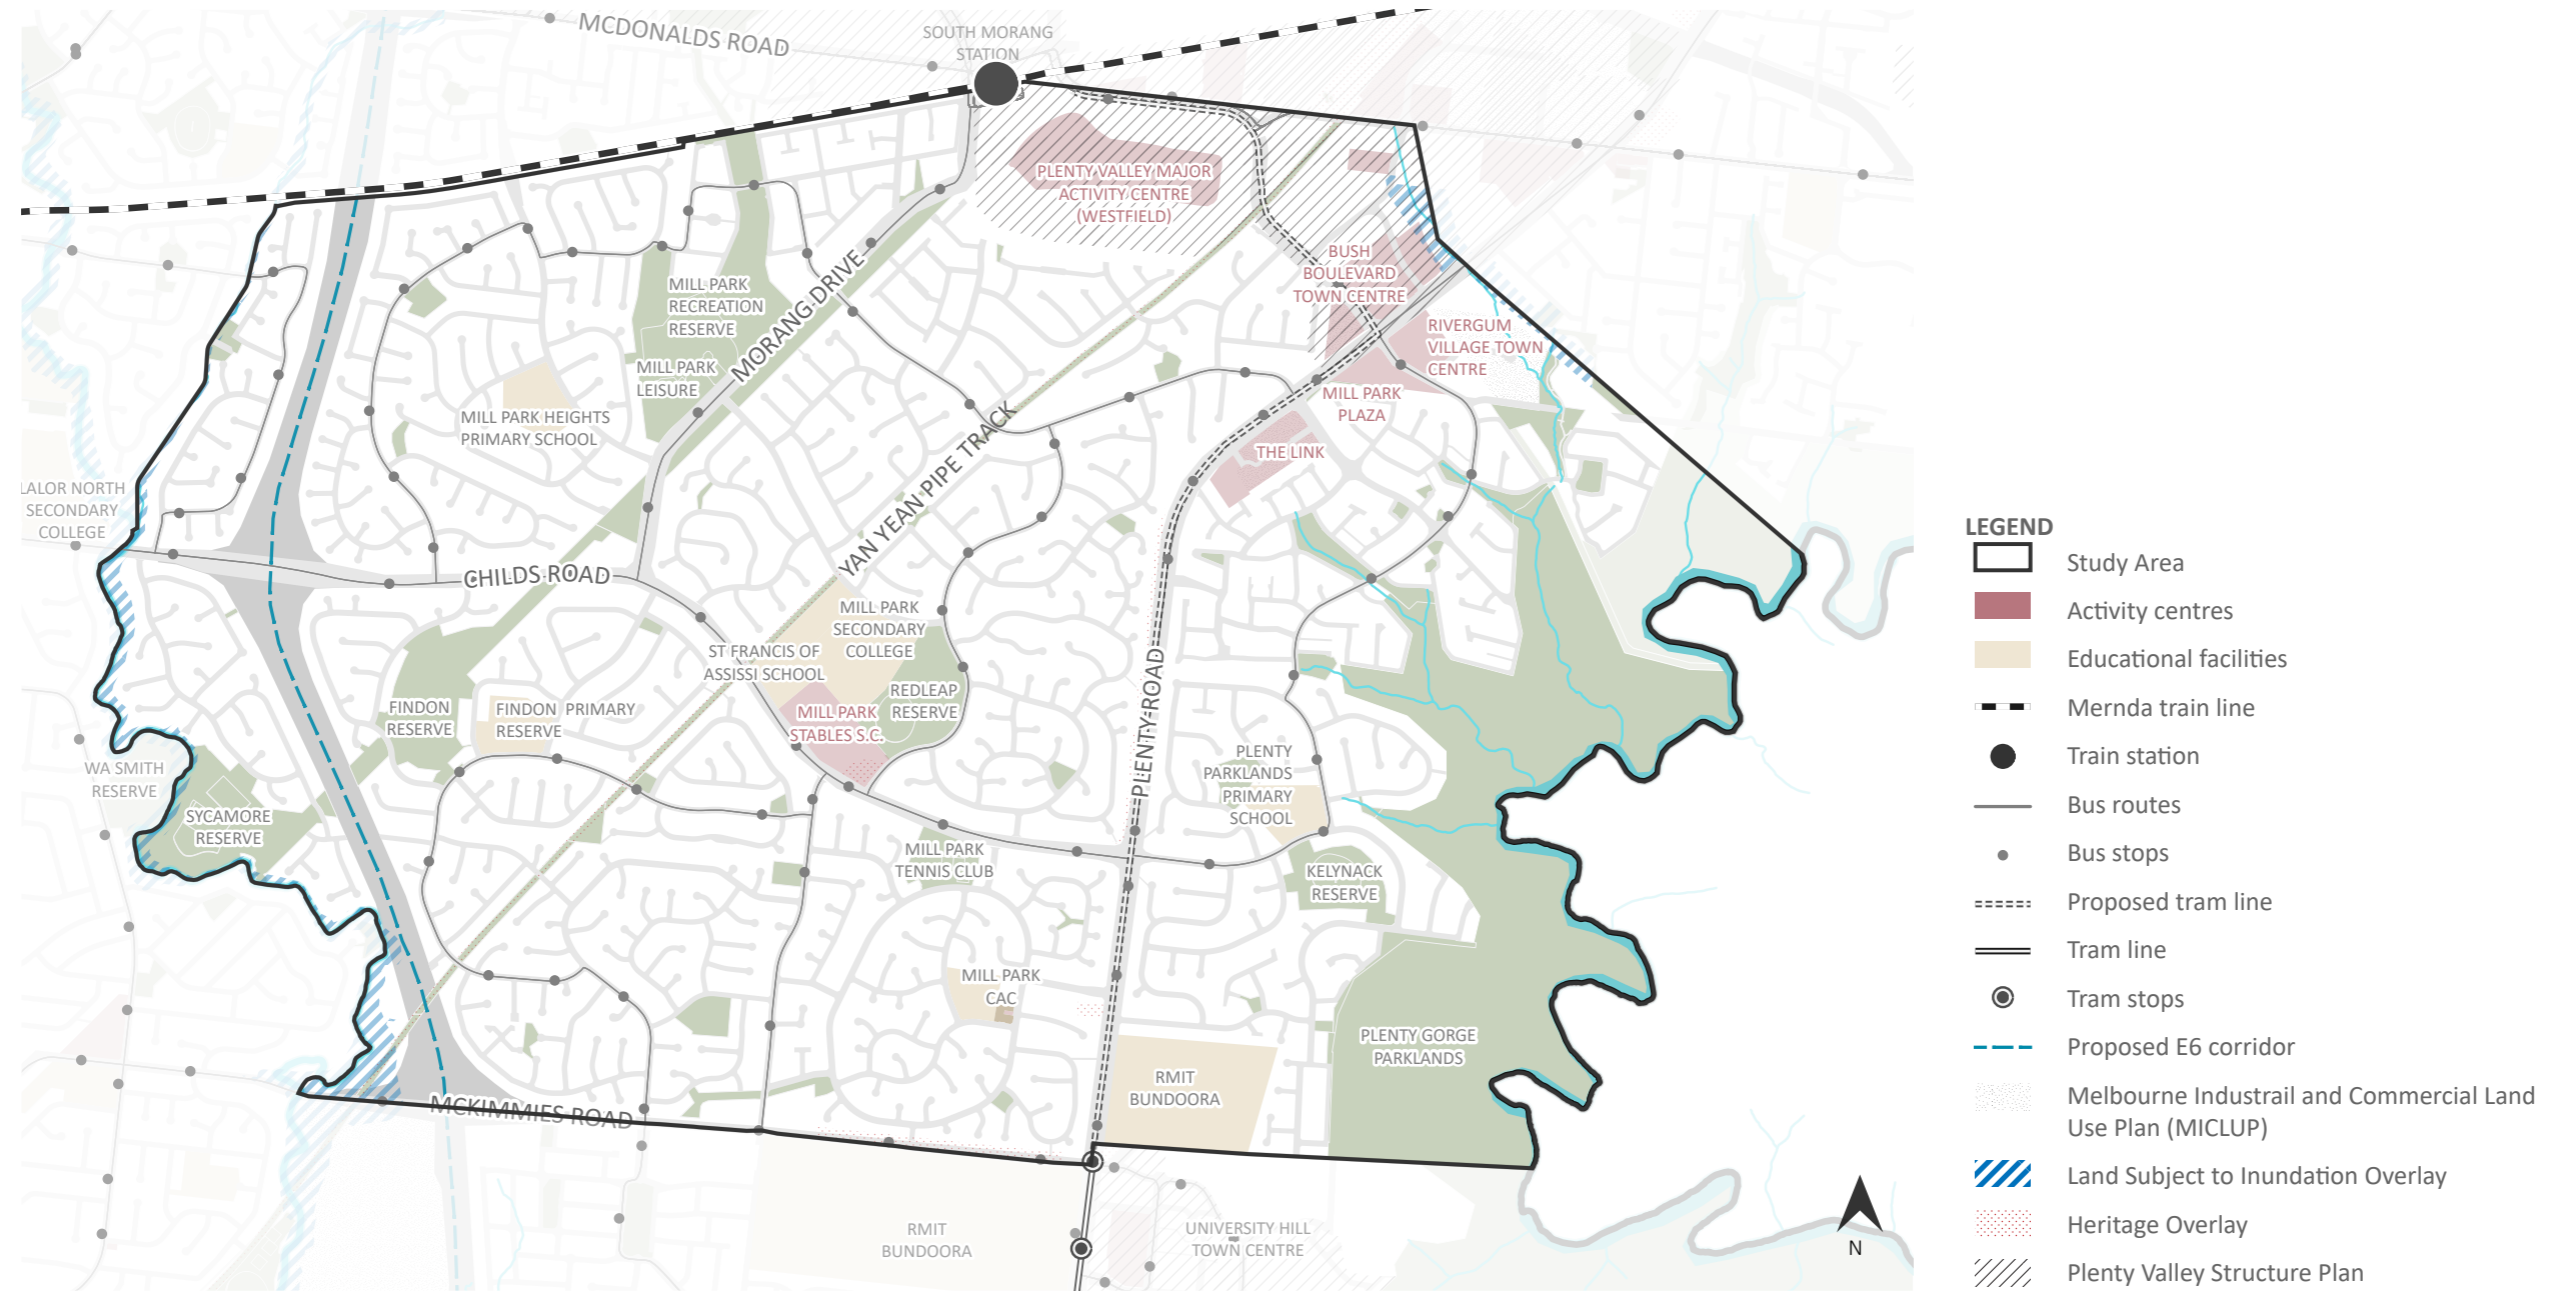 MCDONALDS ROAD
SOUTH MORANG
STATION
PLENTY VALLEY MAJOR
ACTIVITY CENTRE
(WESTFIELD)
BUSH
BOULEVARD
TOWN CENTRE
MILL PARK
RECREATION
RESERVE
MORANG DRIVE
RIVERGUM
VILLAGE TOWN
CENTRE
MILL PARK
LEISURE
MILL PARK
PLAZA
MILL PARK HEIGHTS
PRIMARY SCHOOL
THE LINK
YAN YEAN PIPE TRACK
LALOR NORTH
SECONDARY
COLLEGE
CHILDS ROAD
MILL PARK
SECONDARY
COLLEGE
ST FRANCIS OF
ASSISSI SCHOOL
REDLEAP
RESERVE
FINDON
RESERVE
FINDON PRIMARY
RESERVE
MILL PARK
STABLES S.C.
PLENTY ROAD
WA SMITH
RESERVE
PLENTY
PARKLANDS
PRIMARY
SCHOOL
SYCAMORE
RESERVE
MILL PARK
TENNIS CLUB
KELYNACK
RESERVE
MILL PARK
CAC
PLENTY GORGE
PARKLANDS
RMIT
BUNDOORA
MCKIMMIES ROAD
RMIT
BUNDOORA
UNIVERSITY HILL
TOWN CENTRE
N
LEGEND
Study Area
Activity centres
Educational facilities
Mernda train line
Train station
Bus routes
Bus stops
Proposed tram line
Tram line
Tram stops
Proposed E6 corridor
Melbourne Industrail and Commercial Land
Use Plan (MICLUP)
Land Subject to Inundation Overlay
Heritage Overlay
Plenty Valley Structure Plan